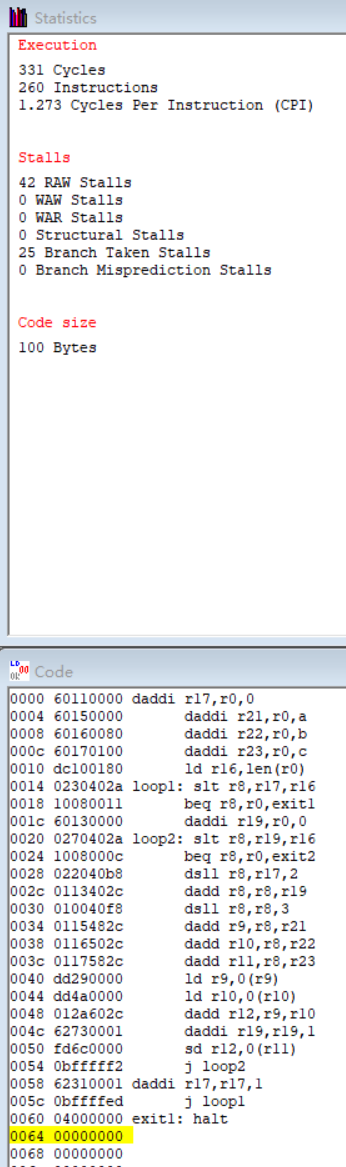 Statistics
Execution
331 Cycles
260 Instructions
1.273 Cycles Per Instruction (CPI)
Stalls
42 RAW Stalls
0 WAW Stalls
0 WAR Stalls
0 Structural Stalls
25 Branch Taken Stalls
0 Branch Misprediction Stalls
Code size
100 Bytes
Code
0000 60110000 daddi r17,r0,0
0004 60150000 daddi r21,r0,a
0008 60160080 daddi r22,r0,b
000c 60170100 daddi r23,r0,c
0010 dc100180 ld r16,len(r0)
0014 0230402a loop1: slt r8,r17,r16
0018 10080011 beq r8,r0,exit1
001c 60130000 daddi r19,r0,0
0020 0270402a loop2: slt r8,r19,r16
0024 1008000c beq r8,r0,exit2
0028 022040b8 dsll r8,r17,2
002c 0113402c dadd r8,r8,r19
0030 010040f8 dsll r8,r8,3
0034 0115482c dadd r9,r8,r21
0038 0116502c dadd r10,r8,r22
003c 0117582c dadd r11,r8,r23
0040 dd290000 ld r9,0(r9)
0044 dd4a0000 ld r10,0(r10)
0048 012a602c dadd r12,r9,r10
004c 62730001 daddi r19,r19,1
0050 fd6c0000 sd r12,0(r11)
0054 0bfffff2 j loop2
0058 62310001 daddi r17,r17,1
005c 0bffffed j loop1
0060 04000000 exit1: halt
0064 00000000
0068 00000000